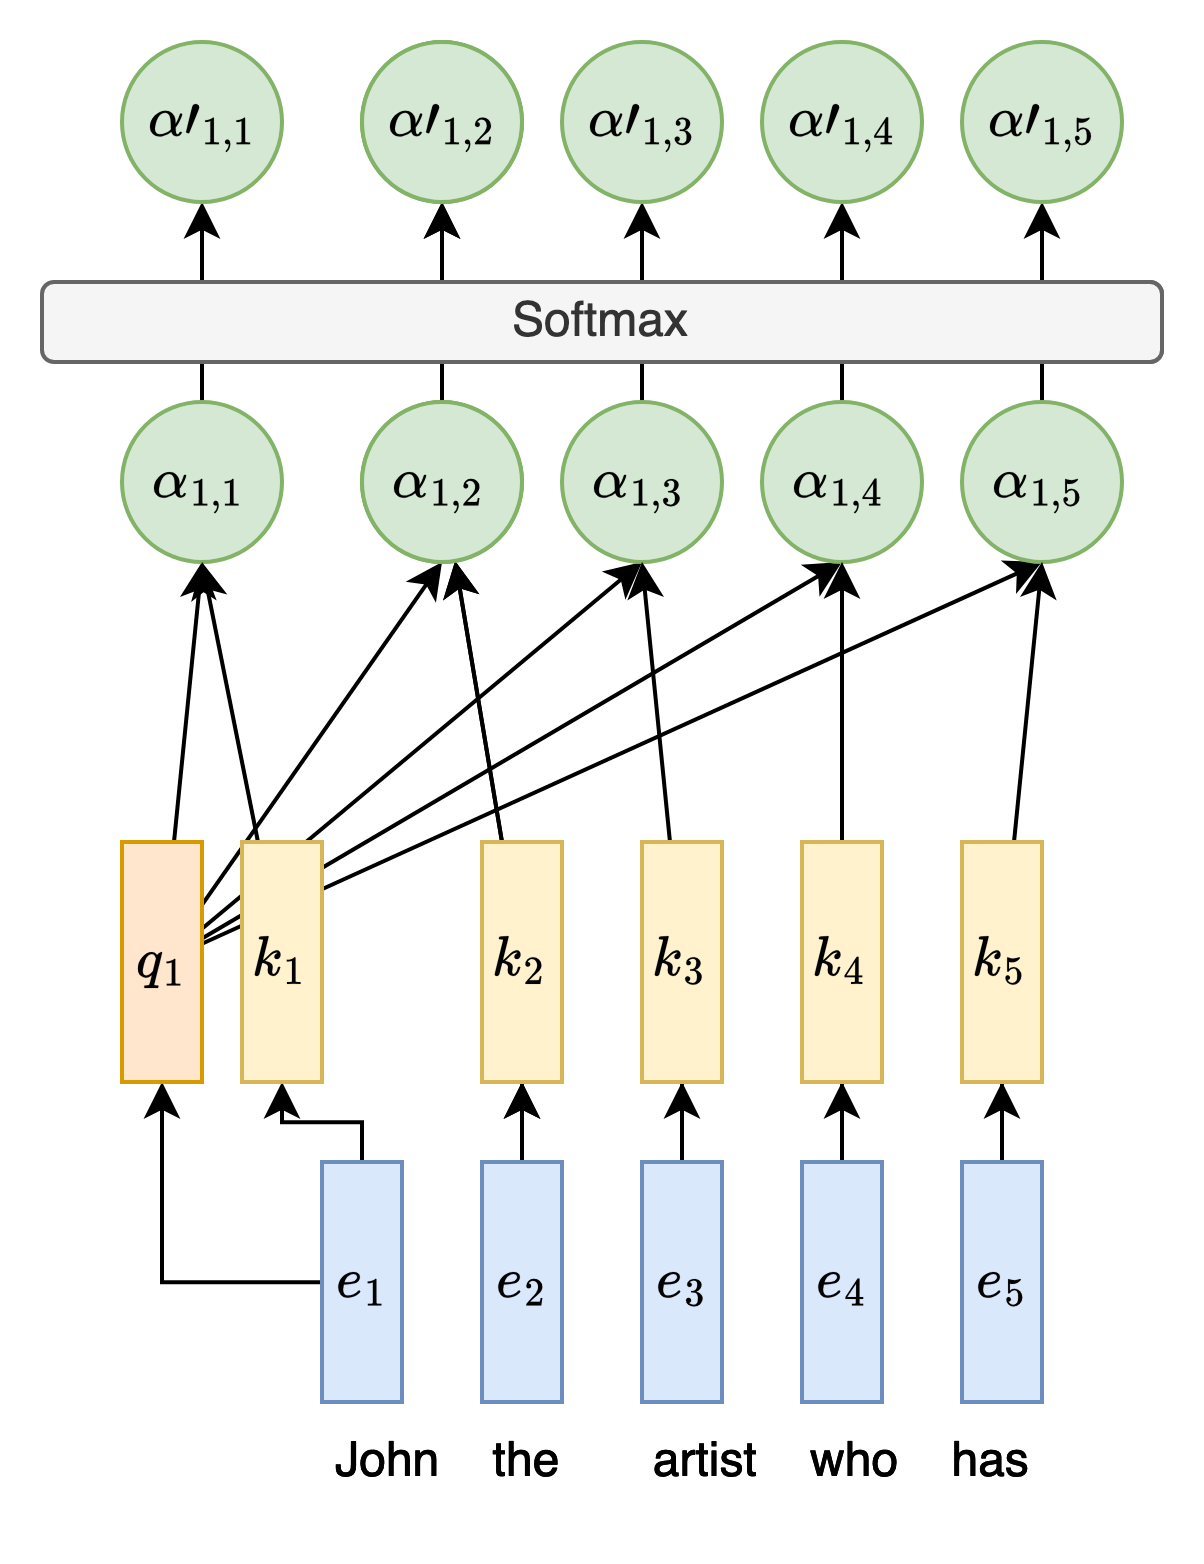 α′1,1 α′1,2 α′1,3 α′1,4 α′1,5
Softmax
α1,1 α1,2 α1,3 α1,4 α1,5
q1 k1 k2 k3 k4 k5
e1 e2 e3 e4 e5
John the artist who has